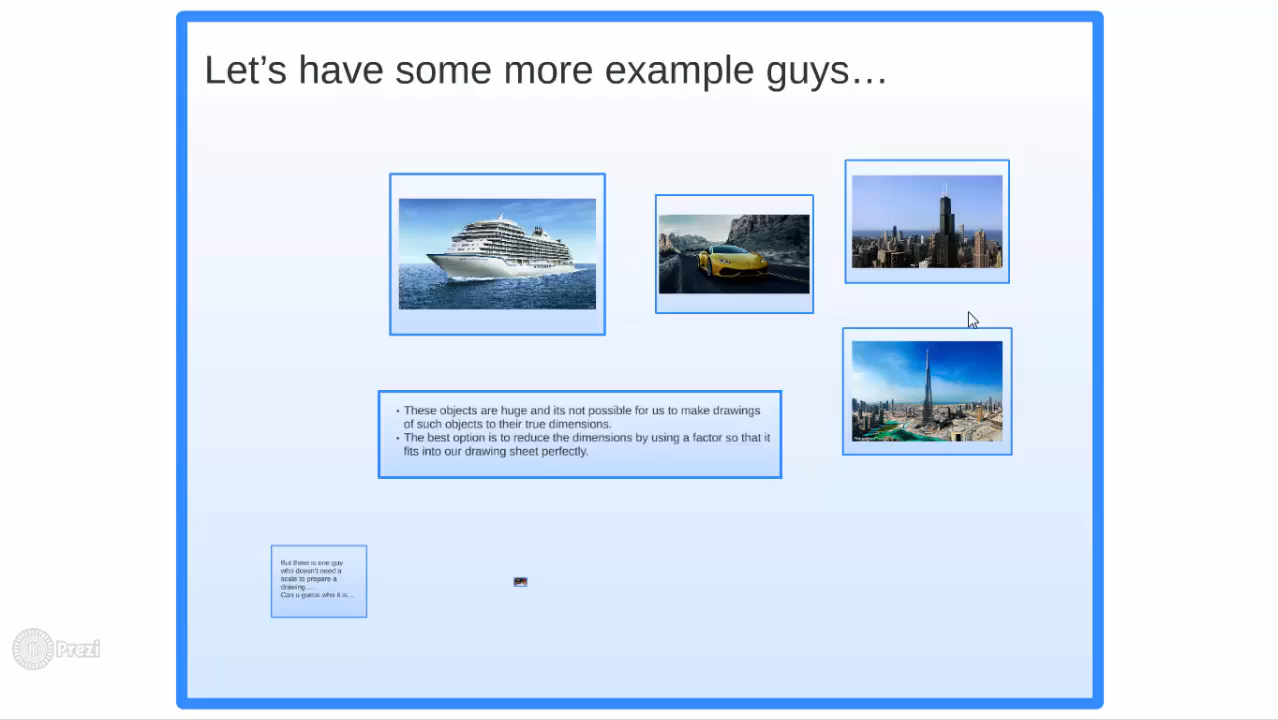 Let's have some more example guys…
• These objects are huge and its not possible for us to make drawings
of such objects to their true dimensions.
• The best option is to reduce the dimensions by using a factor so that it
fits into our drawing sheet perfectly.
But there is one guy
who doesn't need a
scale to prepare a
drawing....
Can u guess who it is...
Prezi